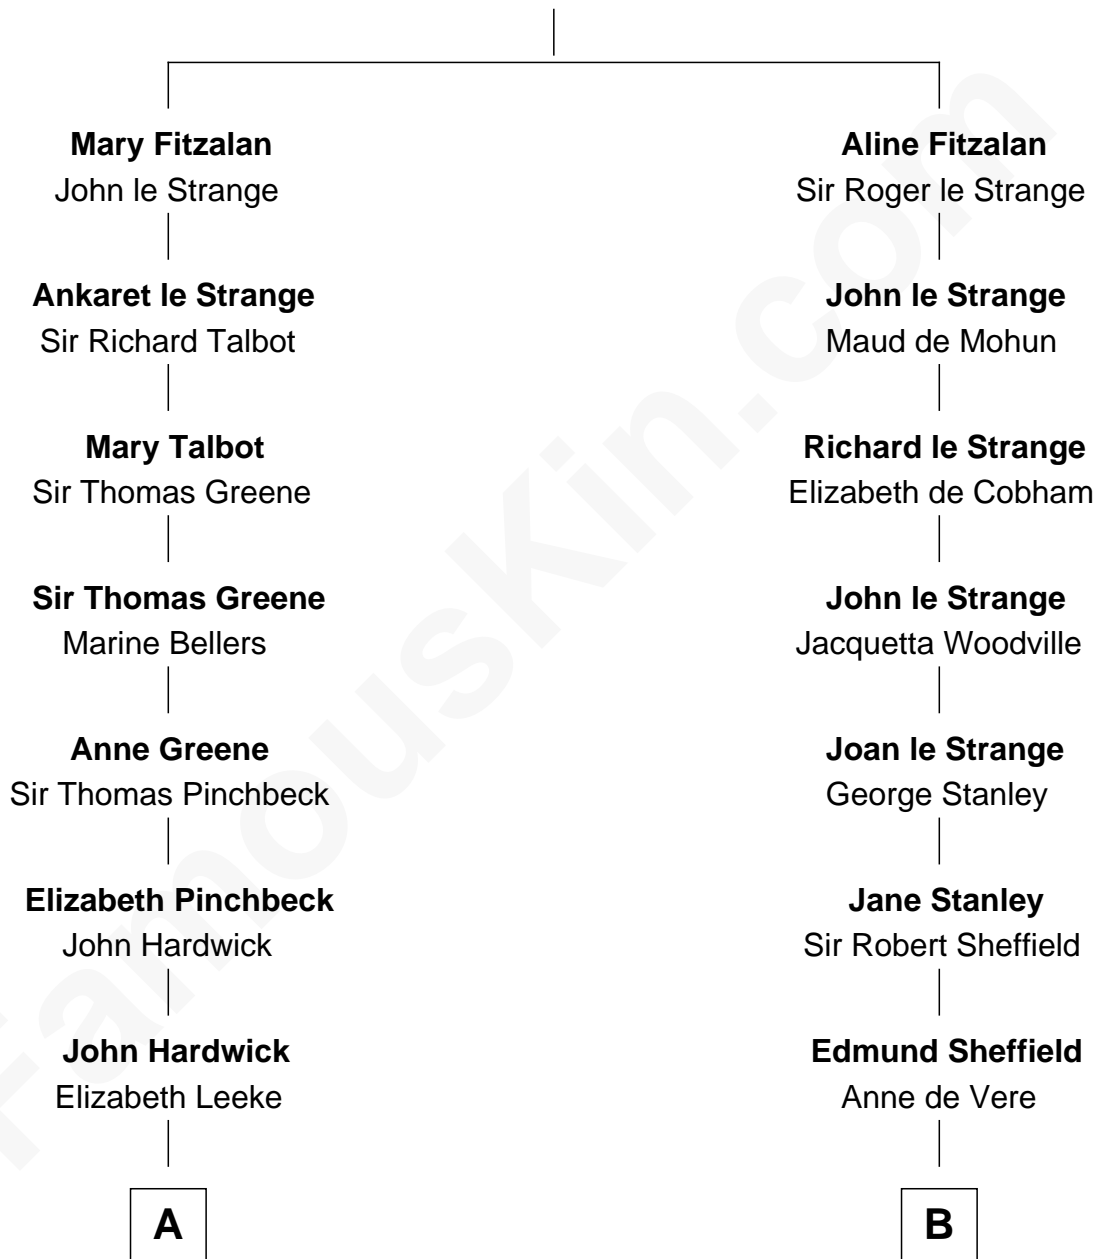 Mary Fitzalan
John le Strange
Ankaret le Strange
Sir Richard Talbot
Mary Talbot
Sir Thomas Greene
Sir Thomas Greene
Marine Bellers
Anne Greene
Sir Thomas Pinchbeck
Elizabeth Pinchbeck
John Hardwick
John Hardwick
Elizabeth Leeke
A
Aline Fitzalan
Sir Roger le Strange
John le Strange
Maud de Mohun
Richard le Strange
Elizabeth de Cobham
John le Strange
Jacquetta Woodville
Joan le Strange
George Stanley
Jane Stanley
Sir Robert Sheffield
Edmund Sheffield
Anne de Vere
B
FamousKin.com